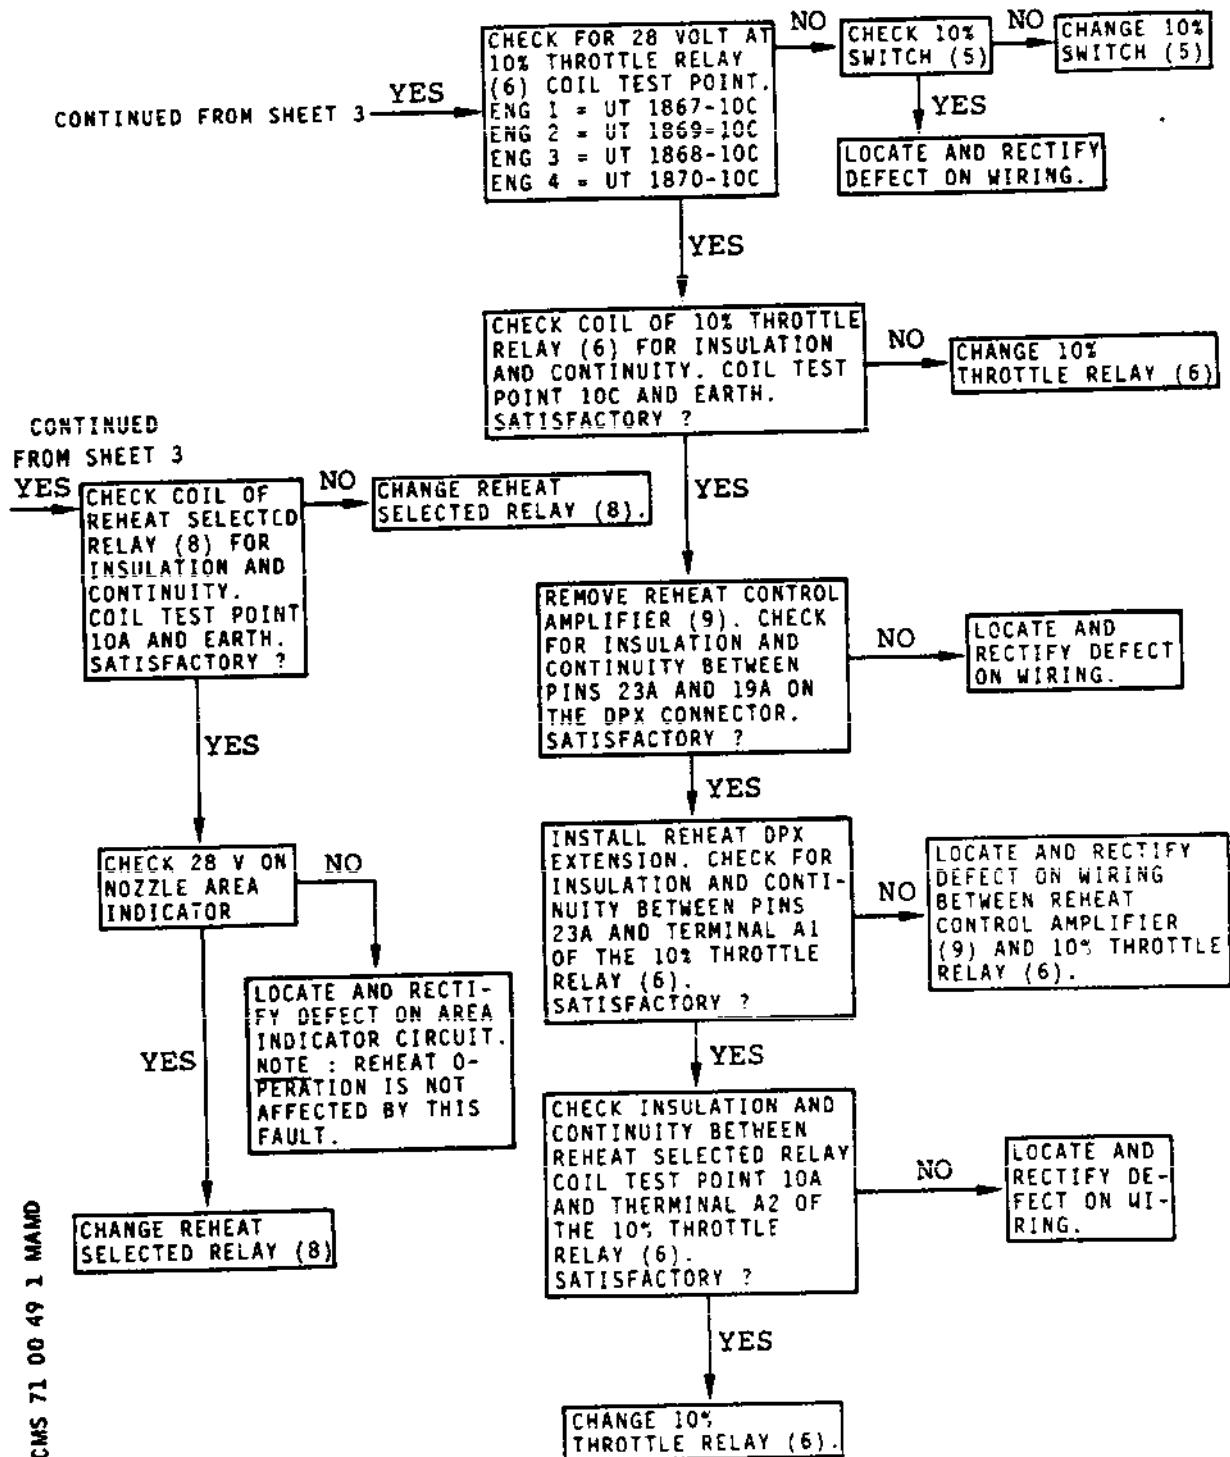 CONTINUED FROM SHEET 3
YES
CHECK FOR 28 VOLT AT
10% THROTTLE RELAY
(6) COIL TEST POINT.
ENG 1 = UT 1867-10C
ENG 2 = UT 1869-10C
ENG 3 = UT 1868-10C
ENG 4 = UT 1870-10C
NO
CHECK 10%
SWITCH (5)
NO
CHANGE 10%
SWITCH (5)
YES
LOCATE AND RECTIFY
DEFECT ON WIRING.
YES
CHECK COIL OF 10% THROTTLE
RELAY (6) FOR INSULATION
AND CONTINUITY. COIL TEST
POINT 10C AND EARTH.
SATISFACTORY ?
NO
CHANGE 10%
THROTTLE RELAY (6)
YES
CONTINUED
FROM SHEET 3
YES
CHECK COIL OF
REHEAT SELECTED
RELAY (8) FOR
INSULATION AND
CONTINUITY.
COIL TEST POINT
10A AND EARTH.
SATISFACTORY ?
NO
CHANGE REHEAT
SELECTED RELAY (8).
YES
REMOVE REHEAT CONTROL
AMPLIFIER (9). CHECK
FOR INSULATION AND
CONTINUITY BETWEEN
PINS 23A AND 19A ON
THE DPX CONNECTOR.
SATISFACTORY ?
NO
LOCATE AND
RECTIFY DEFECT
ON WIRING.
YES
CHECK 28 V ON
NOZZLE AREA
INDICATOR
NO
LOCATE AND RECTI-
FY DEFECT ON AREA
INDICATOR CIRCUIT.
NOTE : REHEAT O-
PERATION IS NOT
AFFECTED BY THIS
FAULT.
YES
CHANGE REHEAT
SELECTED RELAY (8)
INSTALL REHEAT DPX
EXTENSION. CHECK FOR
INSULATION AND CONTI-
NUITY BETWEEN PINS
23A AND TERMINAL A1
OF THE 10% THROTTLE
RELAY (6).
SATISFACTORY ?
NO
LOCATE AND RECTIFY
DEFECT ON WIRING
BETWEEN REHEAT
CONTROL AMPLIFIER
(9) AND 10% THROTTLE
RELAY (6).
YES
CHECK INSULATION AND
CONTINUITY BETWEEN
REHEAT SELECTED RELAY
COIL TEST POINT 10A
AND THERMINAL A2 OF
THE 10% THROTTLE
RELAY (6).
SATISFACTORY ?
NO
LOCATE AND
RECTIFY DE-
FECT ON WI-
RING.
YES
CHANGE 10%
THROTTLE RELAY (6).
CMS 71 00 49 1 MAMD